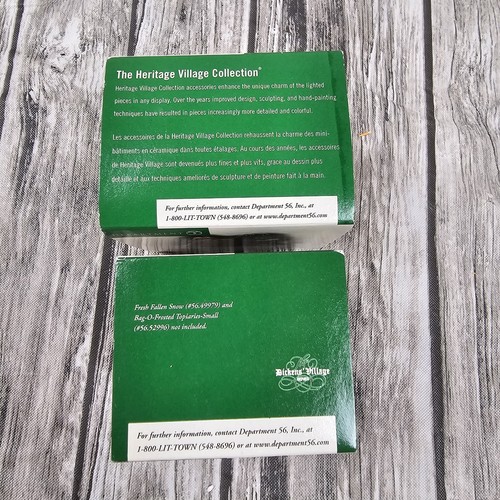 The Heritage Village Collection®
Heritage Village Collection accessories enhance the unique charm of the lighted
pieces in any display. Over the years improved design, sculpting, and hand-painting
techniques have resulted in pieces increasingly more detailed and colorful.
Les accessoires de la Heritage Village Collection rehaussent la charme des mini-
bâtiments en céramique dans toutes étalages. Au cours des années, les accessoires
de Heritage Village sont devenués plus fines et plus vifs, grace au dessin plus
détaillé et aux techniques ameliorés de sculpture et de peinture fait à la main.
For further information, contact Department 56, Inc., at
1-800-LIT-TOWN (548-8696) or at www.department56.com
Fresh Fallen Snow (#56.49979) and
Bag-O-Frosted Topiaries-Small
(#56.52996) not included.
Dickens' Village
For further information, contact Department 56, Inc., at
1-800-LIT-TOWN (548-8696) or at www.department56.com